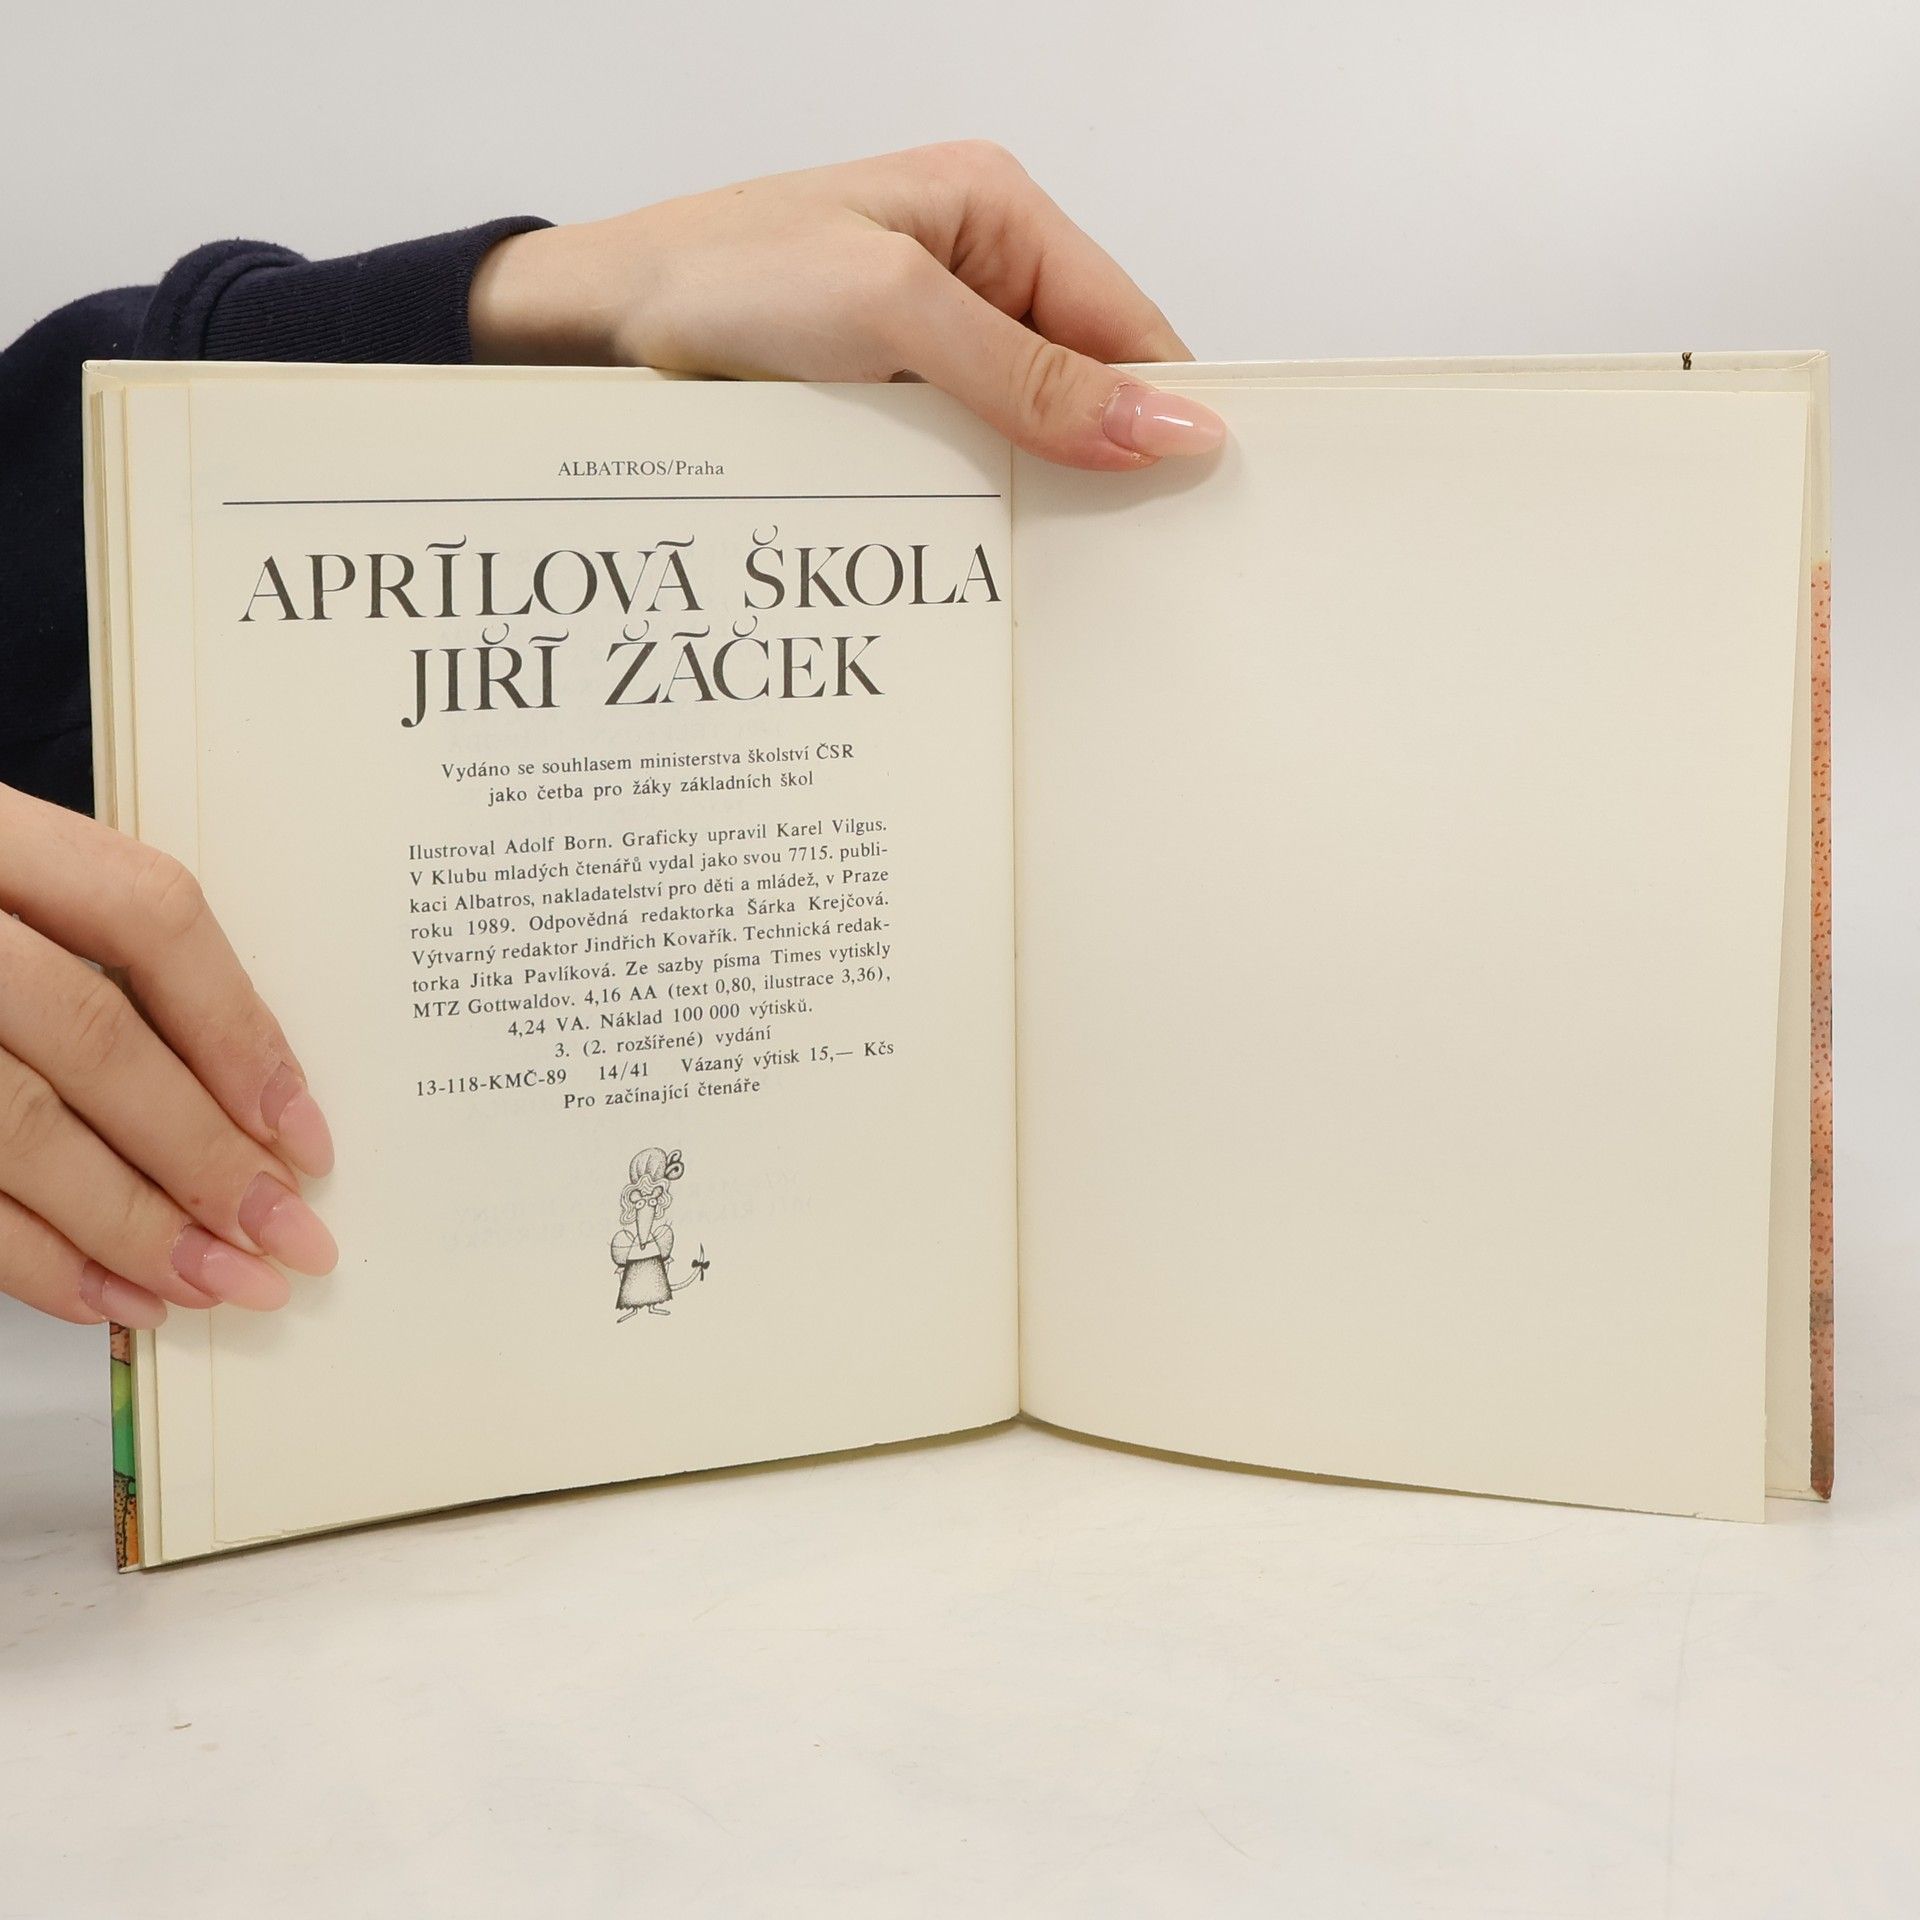 ALBATROS/Praha
APRÍLOVÁ ŠKOLA
JIŘÍ ŽÁČEK
Vydáno se souhlasem ministerstva školství ČSR
jako četba pro žáky základních škol
Ilustroval Adolf Born. Graficky upravil Karel Vilgus.
V Klubu mladých čtenářů vydal jako svou 7715. publi-
kaci Albatros, nakladatelství pro děti a mládež, v Praze
roku 1989. Odpovědná redaktorka Šárka Krejčová.
Výtvarný redaktor Jindřich Kovařík. Technická redak-
torka Jitka Pavlíková. Ze sazby písma Times vytiskly
MTZ Gottwaldov. 4,16 AA (text 0,80, ilustrace 3,36),
4,24 VA. Náklad 100 000 výtisků.
3. (2. rozšířené) vydání
13-118-KMČ-89 14/41 Vázaný výtisk 15,— Kčs
Pro začínající čtenáře